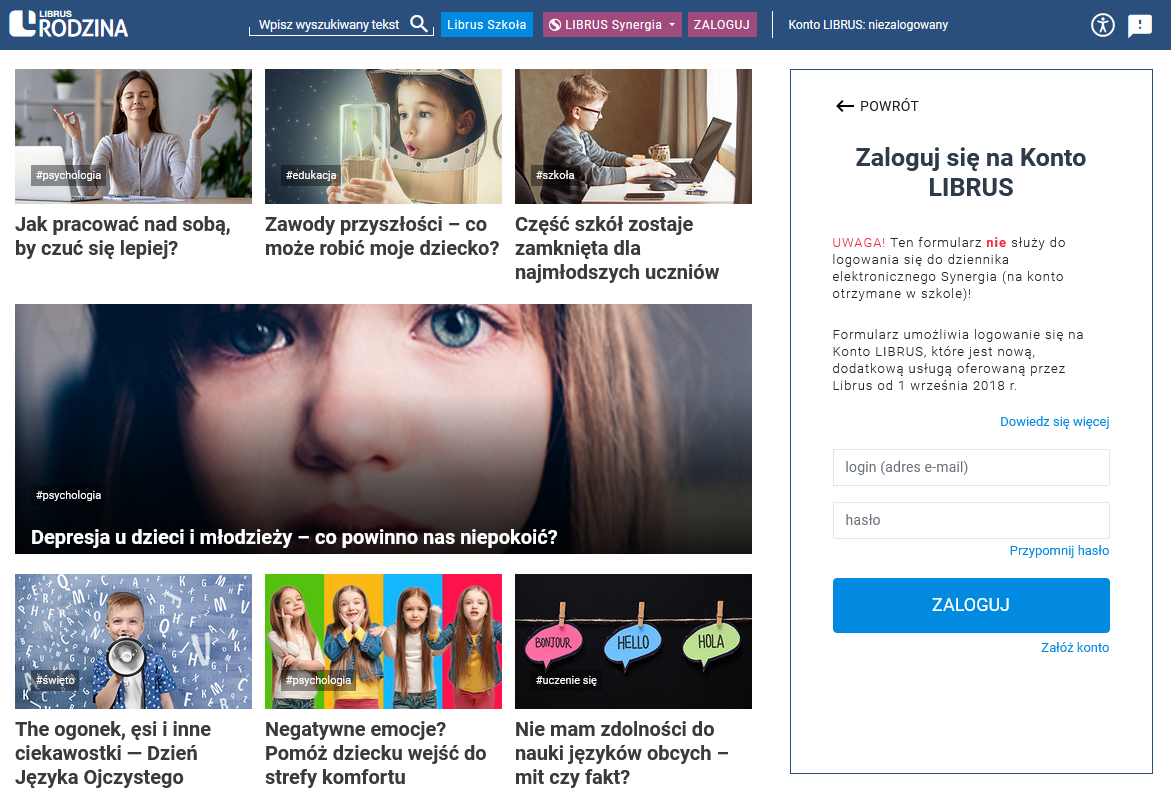 LIBRUS
RODZINA
Wpisz wyszukiwany tekst
Librus Szkoła
LIBRUS Synergia
ZALOGUJ
Konto LIBRUS: niezalogowany
#psychologia
Jak pracować nad sobą,
by czuć się lepiej?
#edukacja
Zawody przyszłości – co
może robić moje dziecko?
#szkoła
Część szkół zostaje
zamknięta dla
najmłodszych uczniów
#psychologia
Depresja u dzieci i młodzieży – co powinno nas niepokoić?
#święto
The ogonek, ęsi i inne
ciekawostki — Dzień
Języka Ojczystego
#psychologia
Negatywne emocje?
Pomóż dziecku wejść do
strefy komfortu
BONJOUR
HELLO
HOLA
#uczenie się
Nie mam zdolności do
nauki języków obcych –
mit czy fakt?
POWRÓT
Zaloguj się na Konto
LIBRUS
UWAGA! Ten formularz nie służy do
logowania się do dziennika
elektronicznego Synergia (na konto
otrzymane w szkole)!
Formularz umożliwia logowanie się na
Konto LIBRUS, które jest nową,
dodatkową usługą oferowaną przez
Librus od 1 września 2018 r.
Dowiedz się więcej
login (adres e-mail)
hasło
Przypomnij hasło
ZALOGUJ
Załóż konto